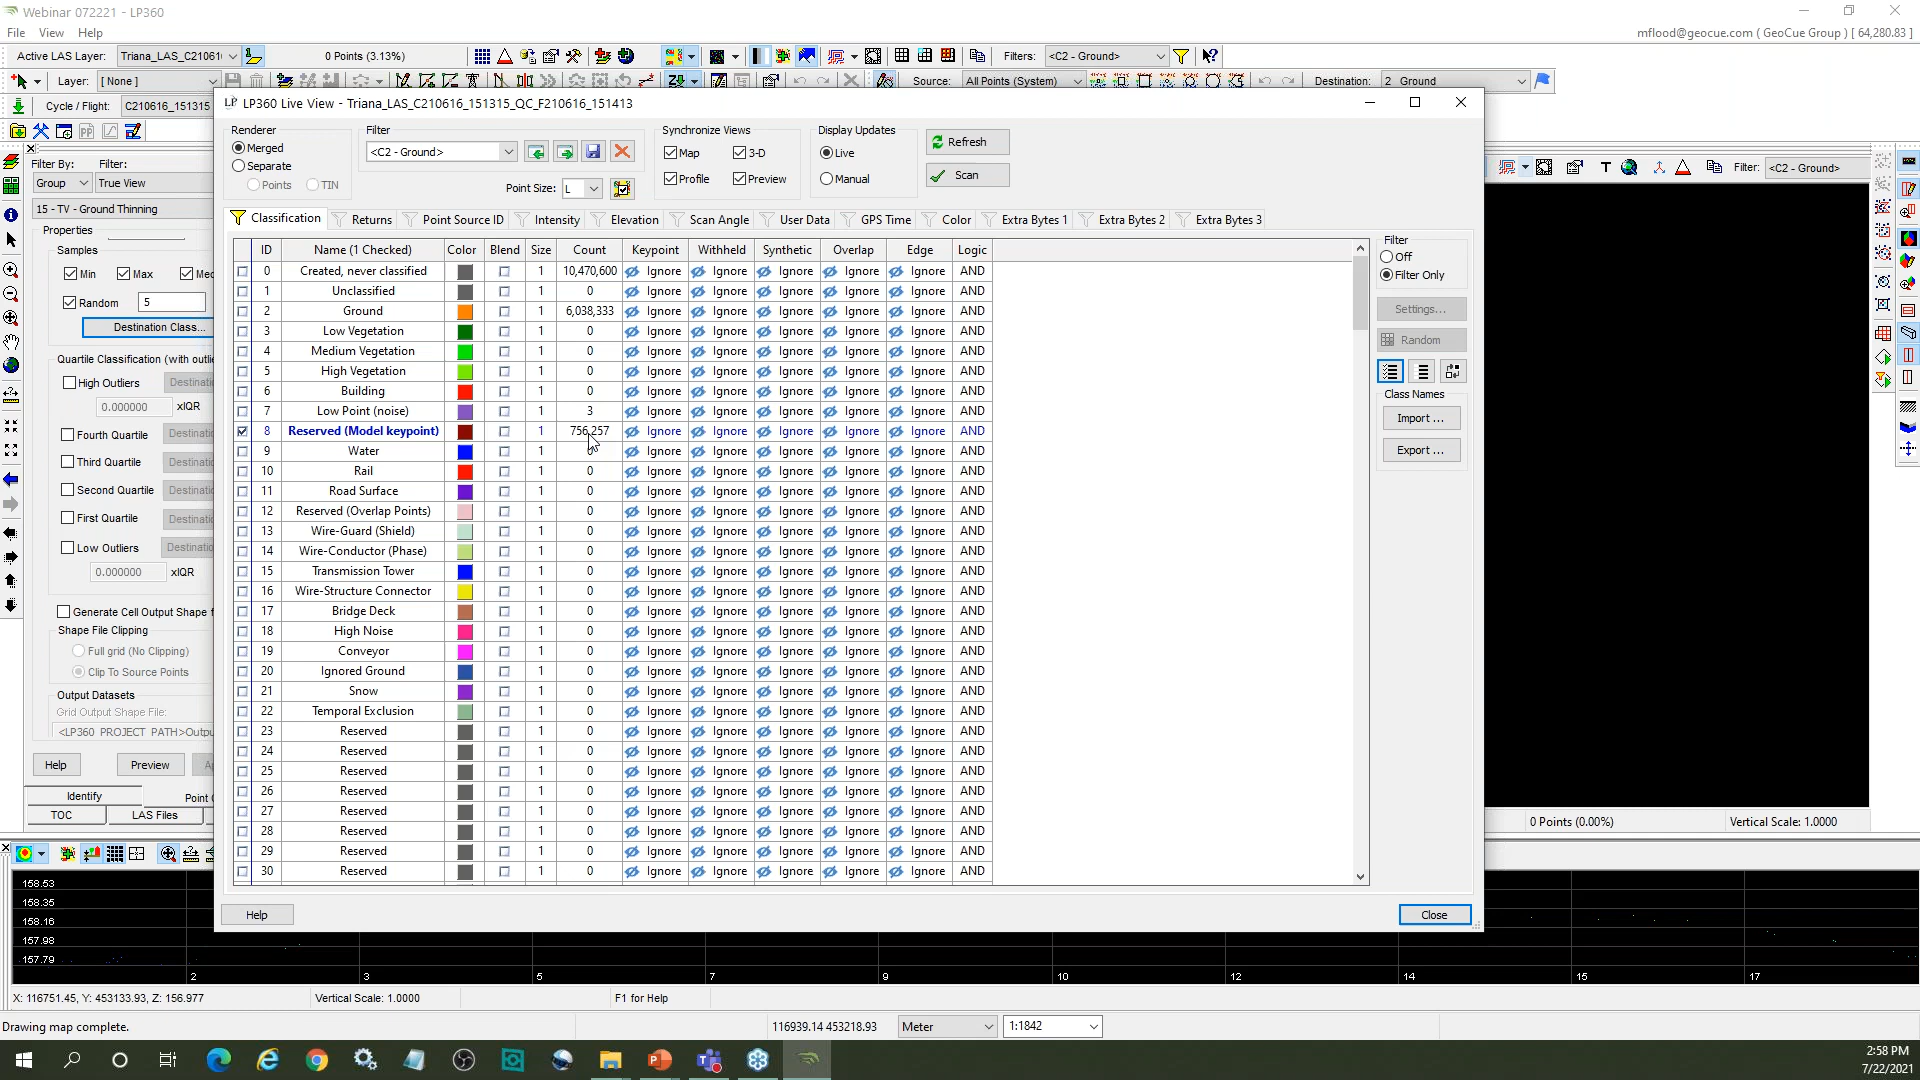 Webinar 072221 - LP360
File View Help
mflood@geocue.com ( GeoCue Group ) [ 64,280.83 ]
Active LAS Layer: Triana_LAS_C21061 0 Points (3.13%) Filters: <C2 - Ground>
Layer: [ None ] Source: All Points (System) Destination: 2 Ground
Cycle / Flight: C210616_151315
LP360 Live View - Triana_LAS_C210616_151315_QC_F210616_151413
Renderer Filter Synchronize Views Display Updates
Merged <C2 - Ground> Map 3-D Live Refresh
Separate
Points TIN Point Size: L Profile Preview Manual Scan
Filter By: Filter:
Group True View
15 - TV - Ground Thinning
Properties
Samples
Min Max Med
Random 5
Destination Class...
Quartile Classification (with outli
High Outliers Destinati
0.000000 xIQR
Fourth Quartile Destinat
Third Quartile Destinat
Second Quartile Destinat
First Quartile Destinat
Low Outliers Destinatio
0.000000 xIQR
Generate Cell Output Shape f
Shape File Clipping
Full grid (No Clipping)
Clip To Source Points
Output Datasets
Grid Output Shape File:
<LP360 PROJECT PATH>Outpu
Help Preview Ap
Identify Point (
TOC LAS Files
Classification Returns Point Source ID Intensity Elevation Scan Angle User Data GPS Time Color Extra Bytes 1 Extra Bytes 2 Extra Bytes 3
ID Name (1 Checked) Color Blend Size Count Keypoint Withheld Synthetic Overlap Edge Logic
0 Created, never classified 1 10,470,600 Ignore Ignore Ignore Ignore Ignore AND
1 Unclassified 1 0 Ignore Ignore Ignore Ignore Ignore AND
2 Ground 1 6,038,333 Ignore Ignore Ignore Ignore Ignore AND
3 Low Vegetation 1 0 Ignore Ignore Ignore Ignore Ignore AND
4 Medium Vegetation 1 0 Ignore Ignore Ignore Ignore Ignore AND
5 High Vegetation 1 0 Ignore Ignore Ignore Ignore Ignore AND
6 Building 1 0 Ignore Ignore Ignore Ignore Ignore AND
7 Low Point (noise) 1 3 Ignore Ignore Ignore Ignore Ignore AND
8 Reserved (Model keypoint) 1 756,257 Ignore Ignore Ignore Ignore Ignore AND
9 Water 1 0 Ignore Ignore Ignore Ignore Ignore AND
10 Rail 1 0 Ignore Ignore Ignore Ignore Ignore AND
11 Road Surface 1 0 Ignore Ignore Ignore Ignore Ignore AND
12 Reserved (Overlap Points) 1 0 Ignore Ignore Ignore Ignore Ignore AND
13 Wire-Guard (Shield) 1 0 Ignore Ignore Ignore Ignore Ignore AND
14 Wire-Conductor (Phase) 1 0 Ignore Ignore Ignore Ignore Ignore AND
15 Transmission Tower 1 0 Ignore Ignore Ignore Ignore Ignore AND
16 Wire-Structure Connector 1 0 Ignore Ignore Ignore Ignore Ignore AND
17 Bridge Deck 1 0 Ignore Ignore Ignore Ignore Ignore AND
18 High Noise 1 0 Ignore Ignore Ignore Ignore Ignore AND
19 Conveyor 1 0 Ignore Ignore Ignore Ignore Ignore AND
20 Ignored Ground 1 0 Ignore Ignore Ignore Ignore Ignore AND
21 Snow 1 0 Ignore Ignore Ignore Ignore Ignore AND
22 Temporal Exclusion 1 0 Ignore Ignore Ignore Ignore Ignore AND
23 Reserved 1 0 Ignore Ignore Ignore Ignore Ignore AND
24 Reserved 1 0 Ignore Ignore Ignore Ignore Ignore AND
25 Reserved 1 0 Ignore Ignore Ignore Ignore Ignore AND
26 Reserved 1 0 Ignore Ignore Ignore Ignore Ignore AND
27 Reserved 1 0 Ignore Ignore Ignore Ignore Ignore AND
28 Reserved 1 0 Ignore Ignore Ignore Ignore Ignore AND
29 Reserved 1 0 Ignore Ignore Ignore Ignore Ignore AND
30 Reserved 1 0 Ignore Ignore Ignore Ignore Ignore AND
Filter
Off
Filter Only
Settings...
Random
Class Names
Import ...
Export ...
Help Close
T Filter: <C2 - Ground>
0 Points (0.00%) Vertical Scale: 1.0000
158.53
158.35
158.16
157.98
157.79
2 3 5 7 9 10 12 14 15 17
X: 116751.45, Y: 453133.93, Z: 156.977 Vertical Scale: 1.0000 F1 for Help
Drawing map complete. 116939.14 453218.93 Meter 1:1842
2:58 PM
7/22/2021